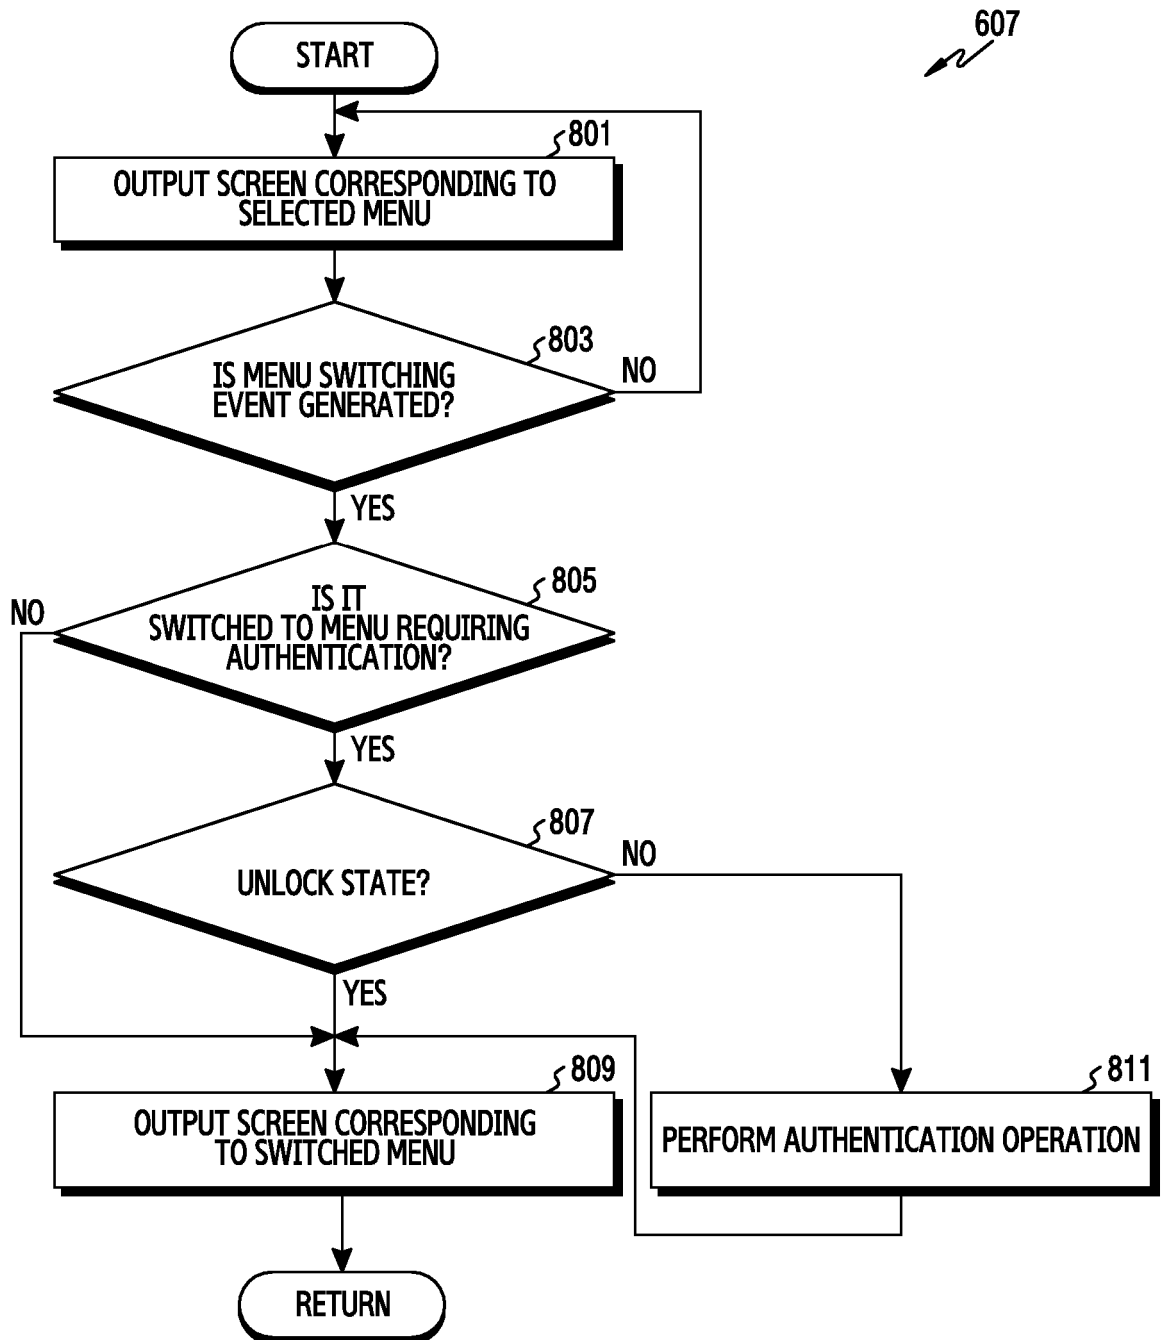 607
START
801
OUTPUT SCREEN CORRESPONDING TO
SELECTED MENU
803
IS MENU SWITCHING
EVENT GENERATED?
NO
YES
805
IS IT
SWITCHED TO MENU REQUIRING
AUTHENTICATION?
NO
YES
807
UNLOCK STATE?
NO
YES
809
OUTPUT SCREEN CORRESPONDING
TO SWITCHED MENU
811
PERFORM AUTHENTICATION OPERATION
RETURN